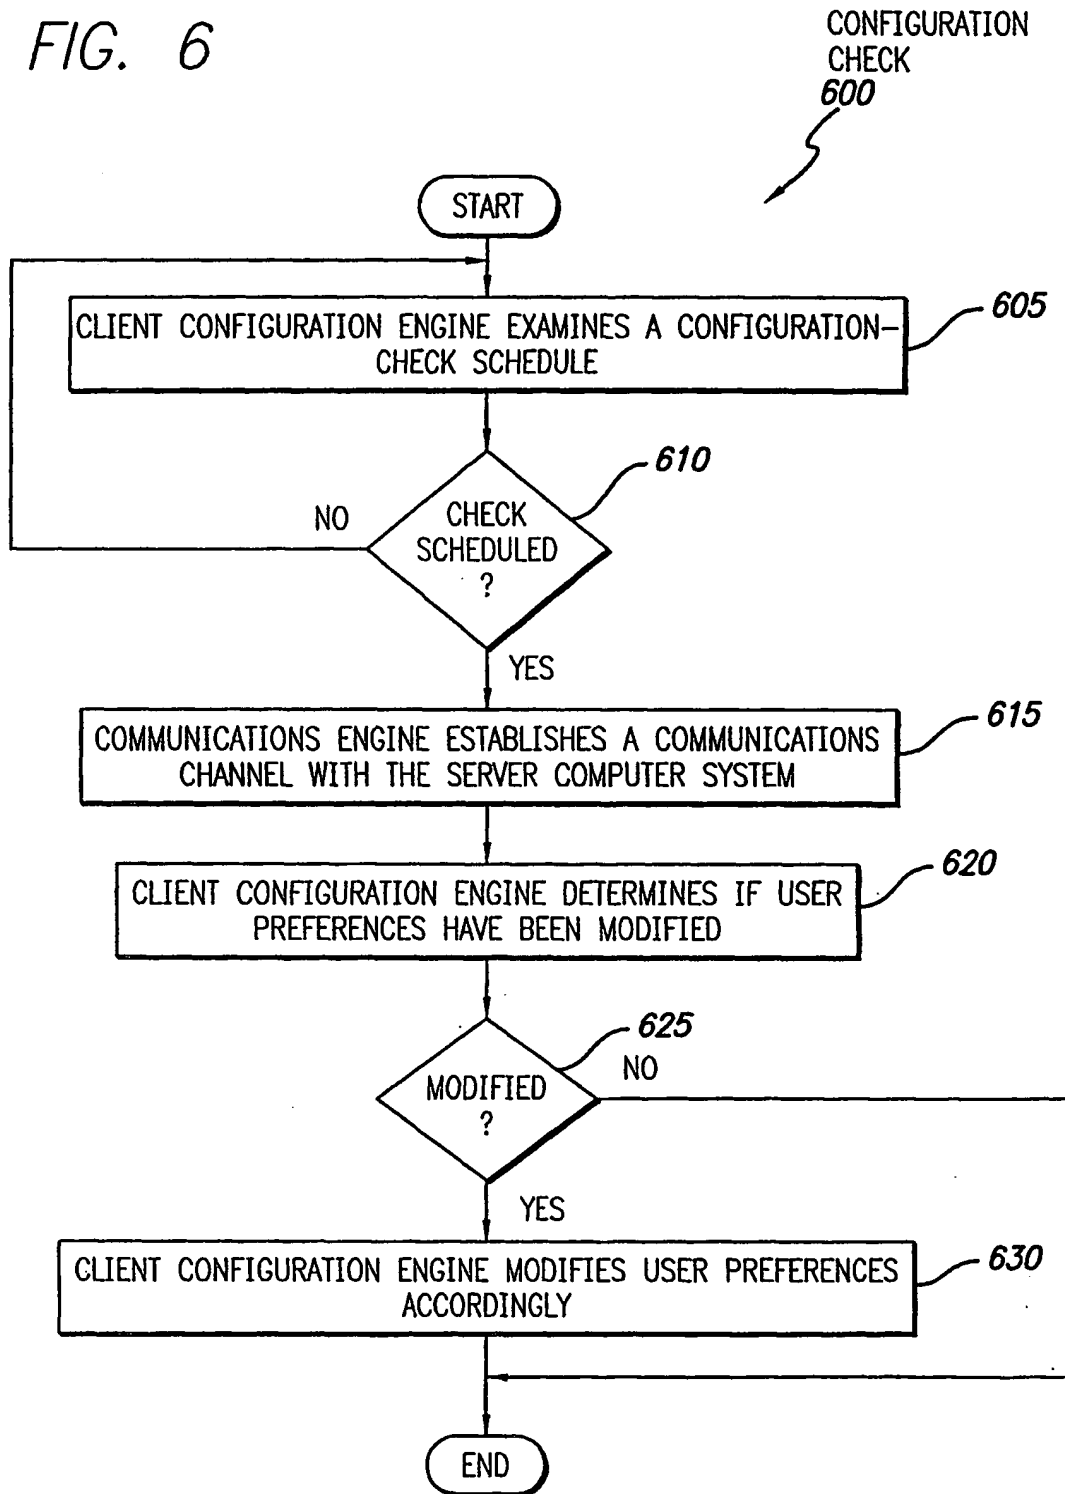 FIG. 6
CONFIGURATION
CHECK
600
START
CLIENT CONFIGURATION ENGINE EXAMINES A CONFIGURATION-
CHECK SCHEDULE
605
610
CHECK
SCHEDULED
?
NO
YES
COMMUNICATIONS ENGINE ESTABLISHES A COMMUNICATIONS
CHANNEL WITH THE SERVER COMPUTER SYSTEM
615
CLIENT CONFIGURATION ENGINE DETERMINES IF USER
PREFERENCES HAVE BEEN MODIFIED
620
625
MODIFIED
?
NO
YES
CLIENT CONFIGURATION ENGINE MODIFIES USER PREFERENCES
ACCORDINGLY
630
END